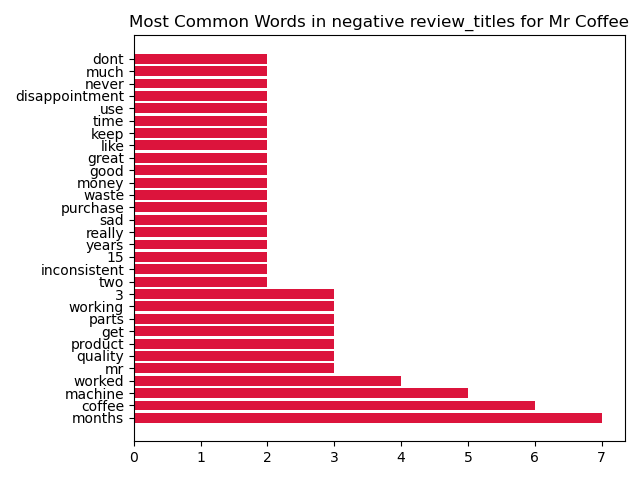 Most Common Words in negative review_titles for Mr Coffee
dont
much
never
disappointment
use
time
keep
like
great
good
money
waste
purchase
sad
really
years
15
inconsistent
two
3
working
parts
get
product
quality
mr
worked
machine
coffee
months
0 1 2 3 4 5 6 7